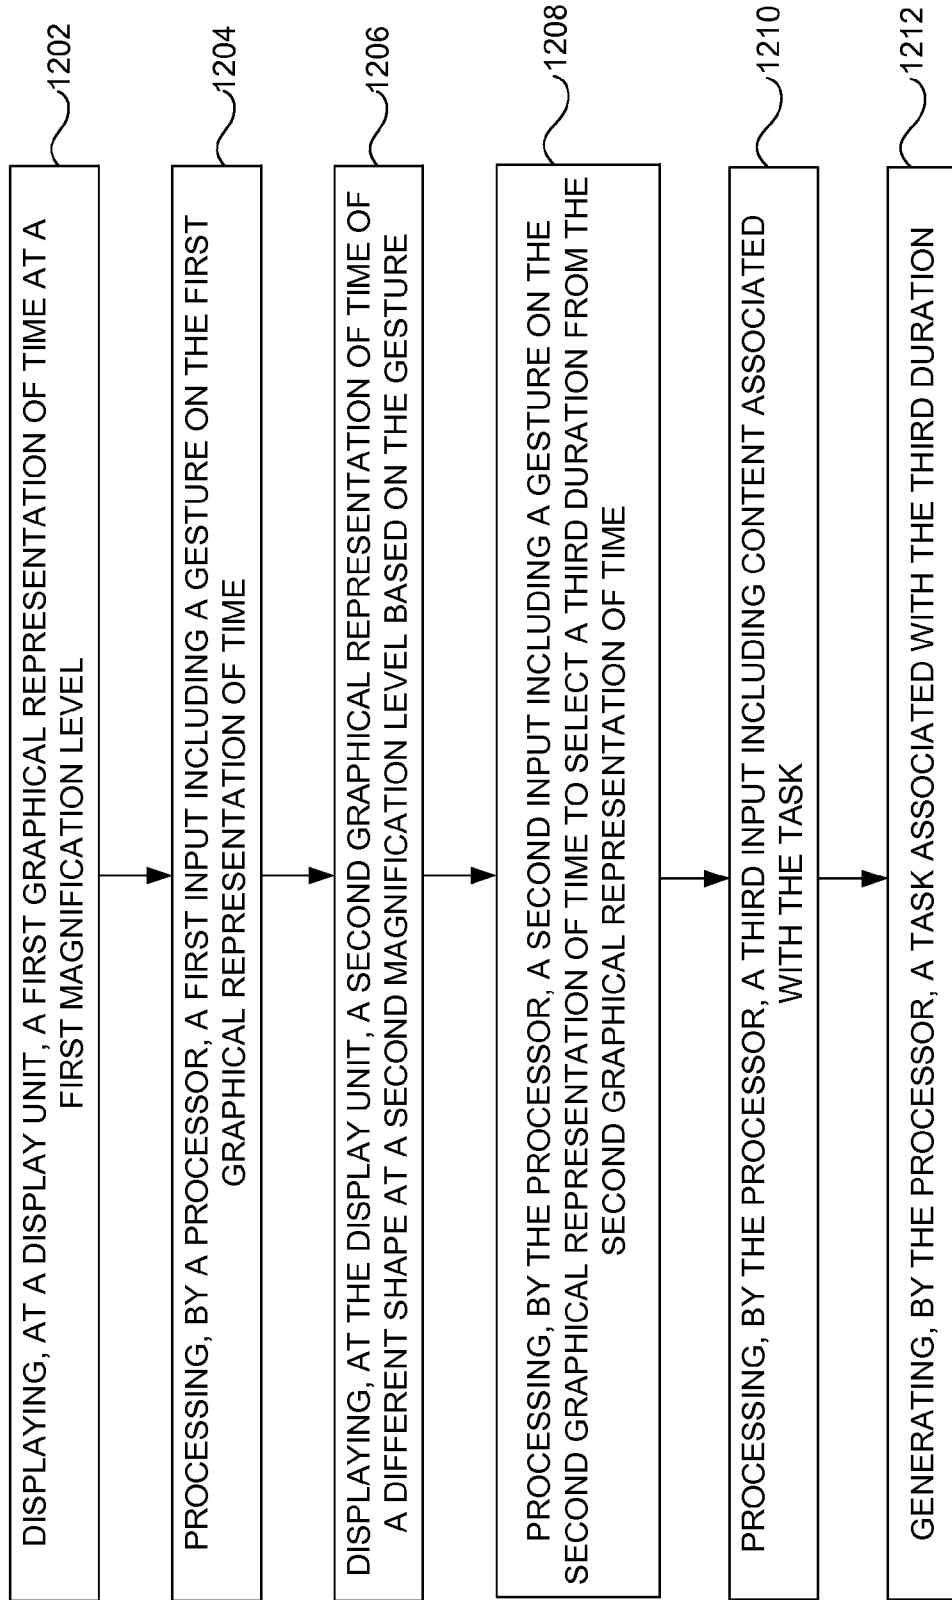 DISPLAYING, AT A DISPLAY UNIT, A FIRST GRAPHICAL REPRESENTATION OF TIME AT A
FIRST MAGNIFICATION LEVEL
1202
PROCESSING, BY A PROCESSOR, A FIRST INPUT INCLUDING A GESTURE ON THE FIRST
GRAPHICAL REPRESENTATION OF TIME
1204
DISPLAYING, AT THE DISPLAY UNIT, A SECOND GRAPHICAL REPRESENTATION OF TIME OF
A DIFFERENT SHAPE AT A SECOND MAGNIFICATION LEVEL BASED ON THE GESTURE
1206
PROCESSING, BY THE PROCESSOR, A SECOND INPUT INCLUDING A GESTURE ON THE
SECOND GRAPHICAL REPRESENTATION OF TIME TO SELECT A THIRD DURATION FROM THE
SECOND GRAPHICAL REPRESENTATION OF TIME
1208
PROCESSING, BY THE PROCESSOR, A THIRD INPUT INCLUDING CONTENT ASSOCIATED
WITH THE TASK
1210
GENERATING, BY THE PROCESSOR, A TASK ASSOCIATED WITH THE THIRD DURATION
1212